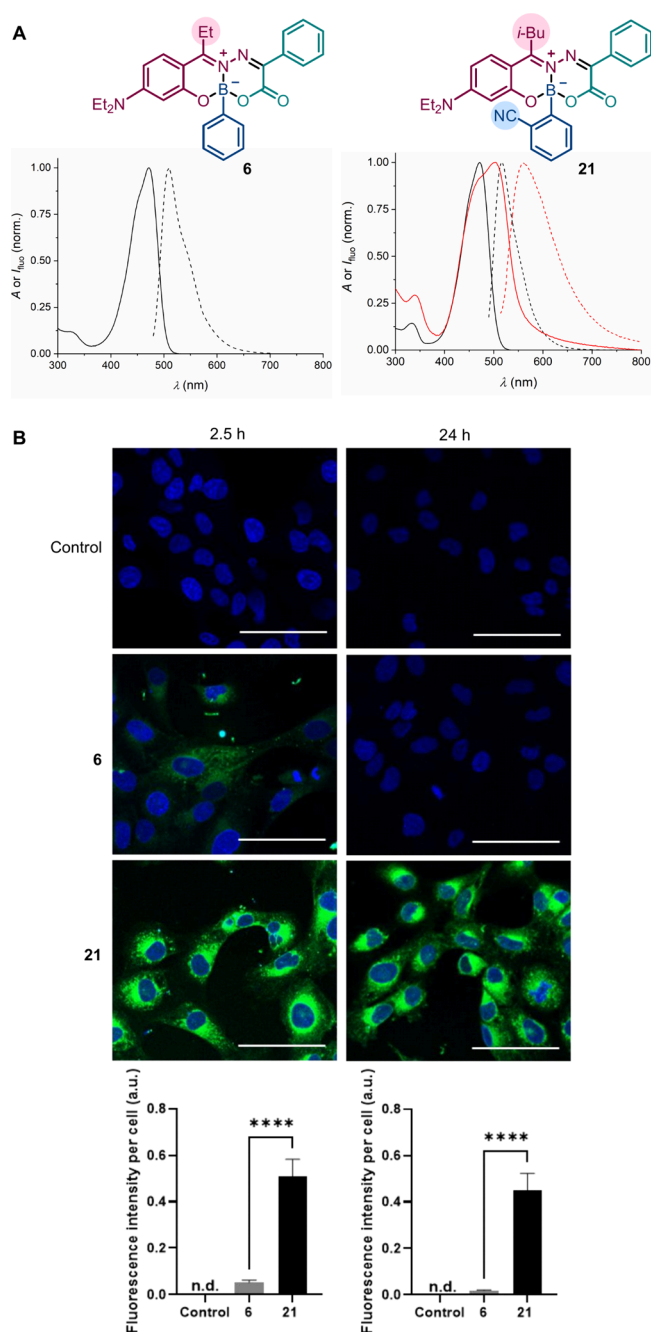 A
Et
i-Bu
N
+
N
N
+
N
B
−
B
−
Et₂N
O
O
O
Et₂N
O
O
O
NC
6
21
A or I_fluo (norm.)
1.00
0.75
0.50
0.25
0.00
300 400 500 600 700 800
λ (nm)
A or I_fluo (norm.)
1.00
0.75
0.50
0.25
0.00
300 400 500 600 700 800
λ (nm)
B
2.5 h
24 h
Control
6
21
Fluorescence intensity per cell (a.u.)
0.8
0.6
0.4
0.2
0.0
****
n.d.
Control 6 21
Fluorescence intensity per cell (a.u.)
0.8
0.6
0.4
0.2
0.0
****
n.d.
Control 6 21